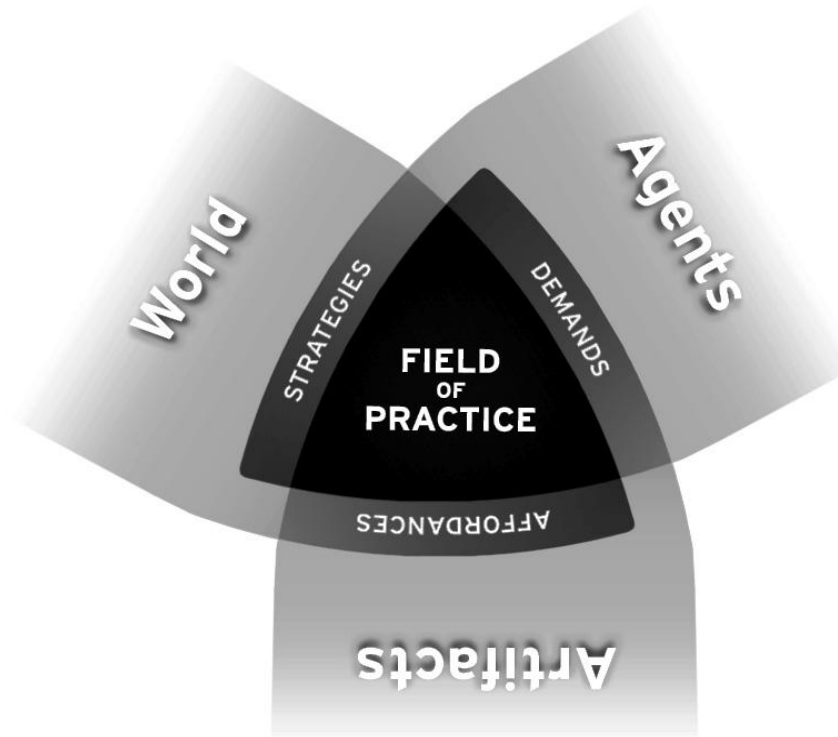 World
Agents
STRATEGIES
DEMANDS
FIELD
OF
PRACTICE
AFFORDANCES
Artifacts